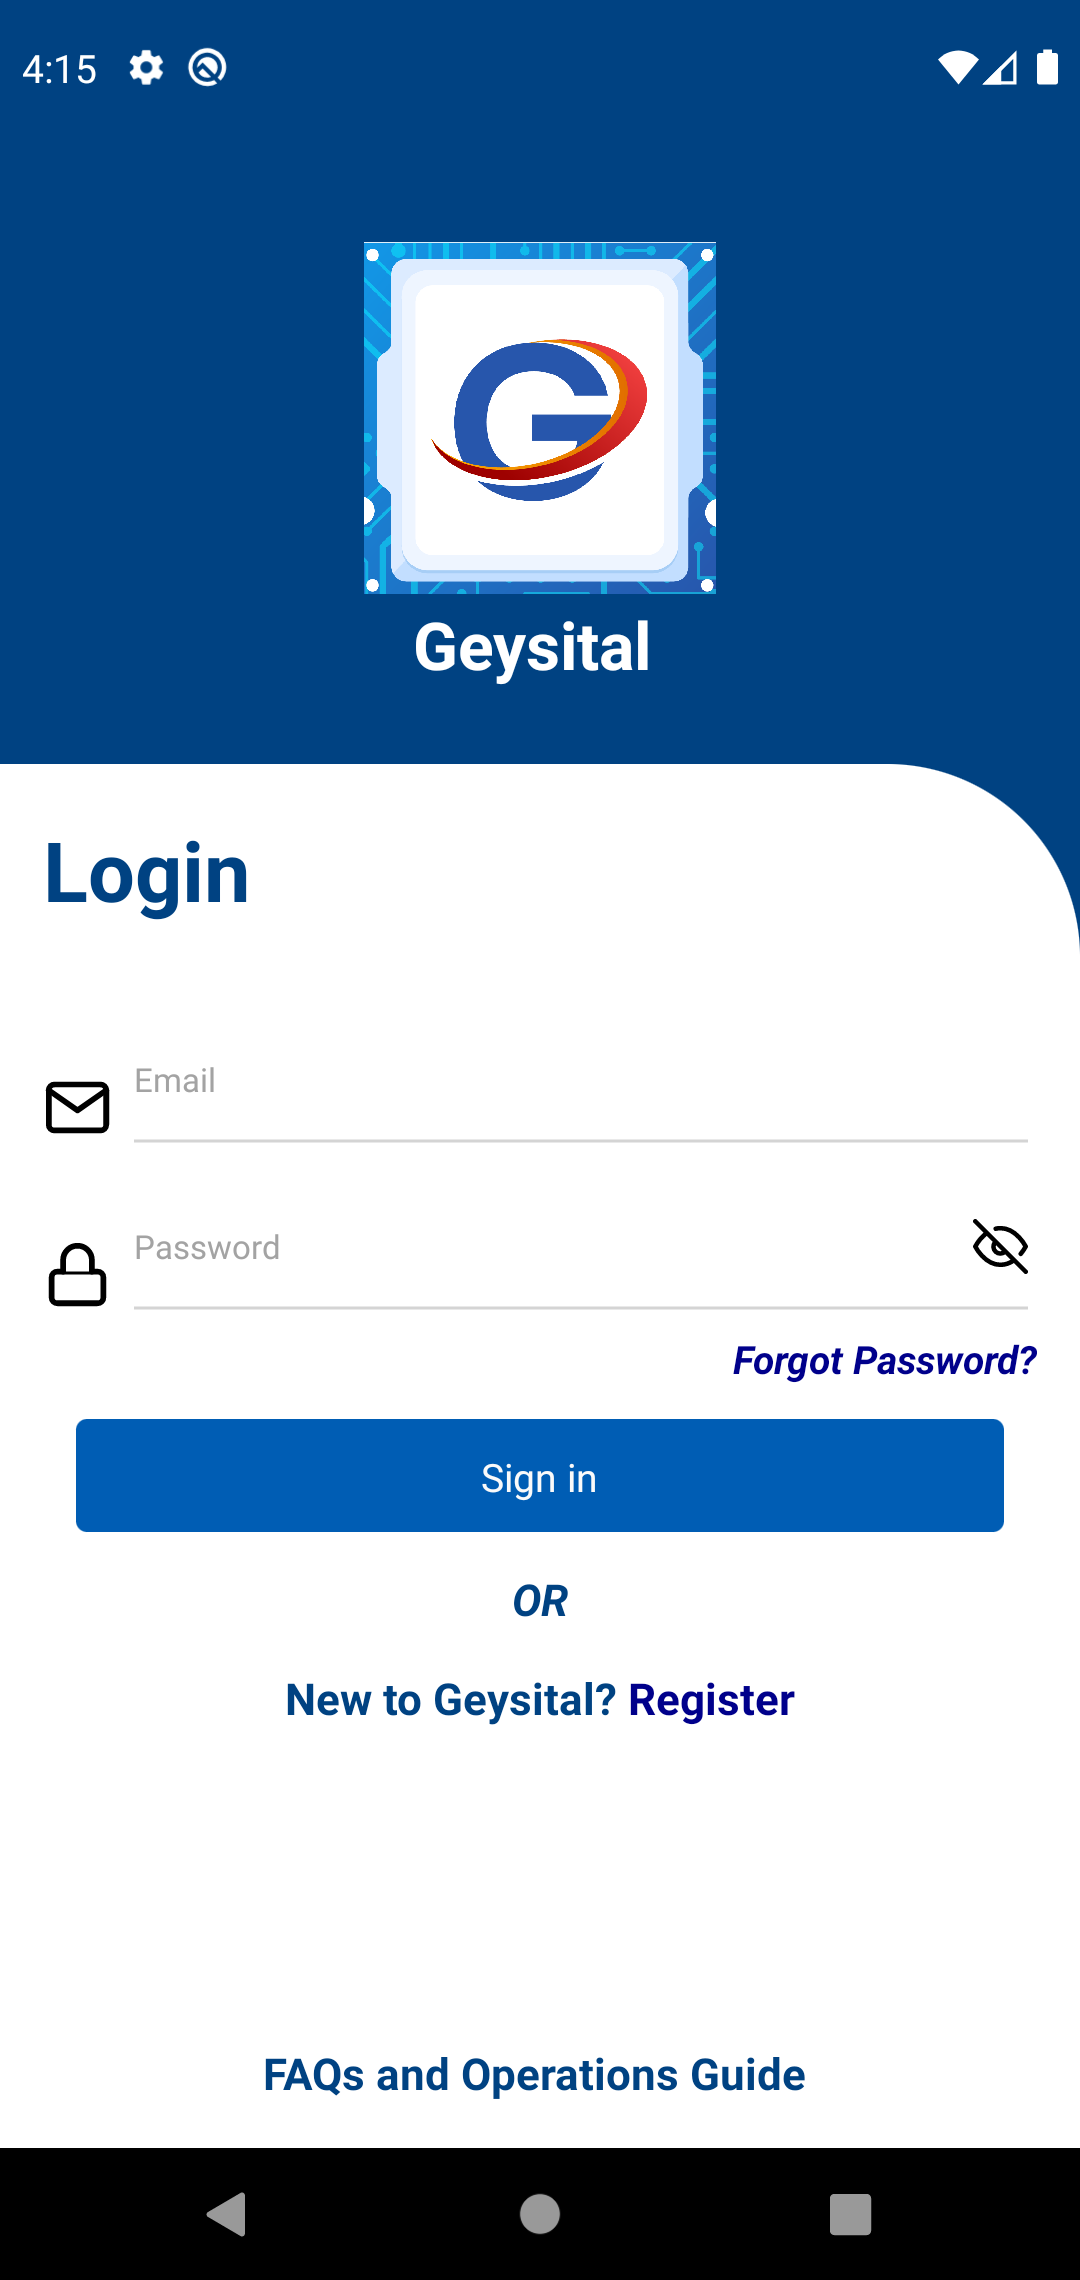 4:15
Geysital
Login
Email
Password
Forgot Password?
Sign in
OR
New to Geysital? Register
FAQs and Operations Guide